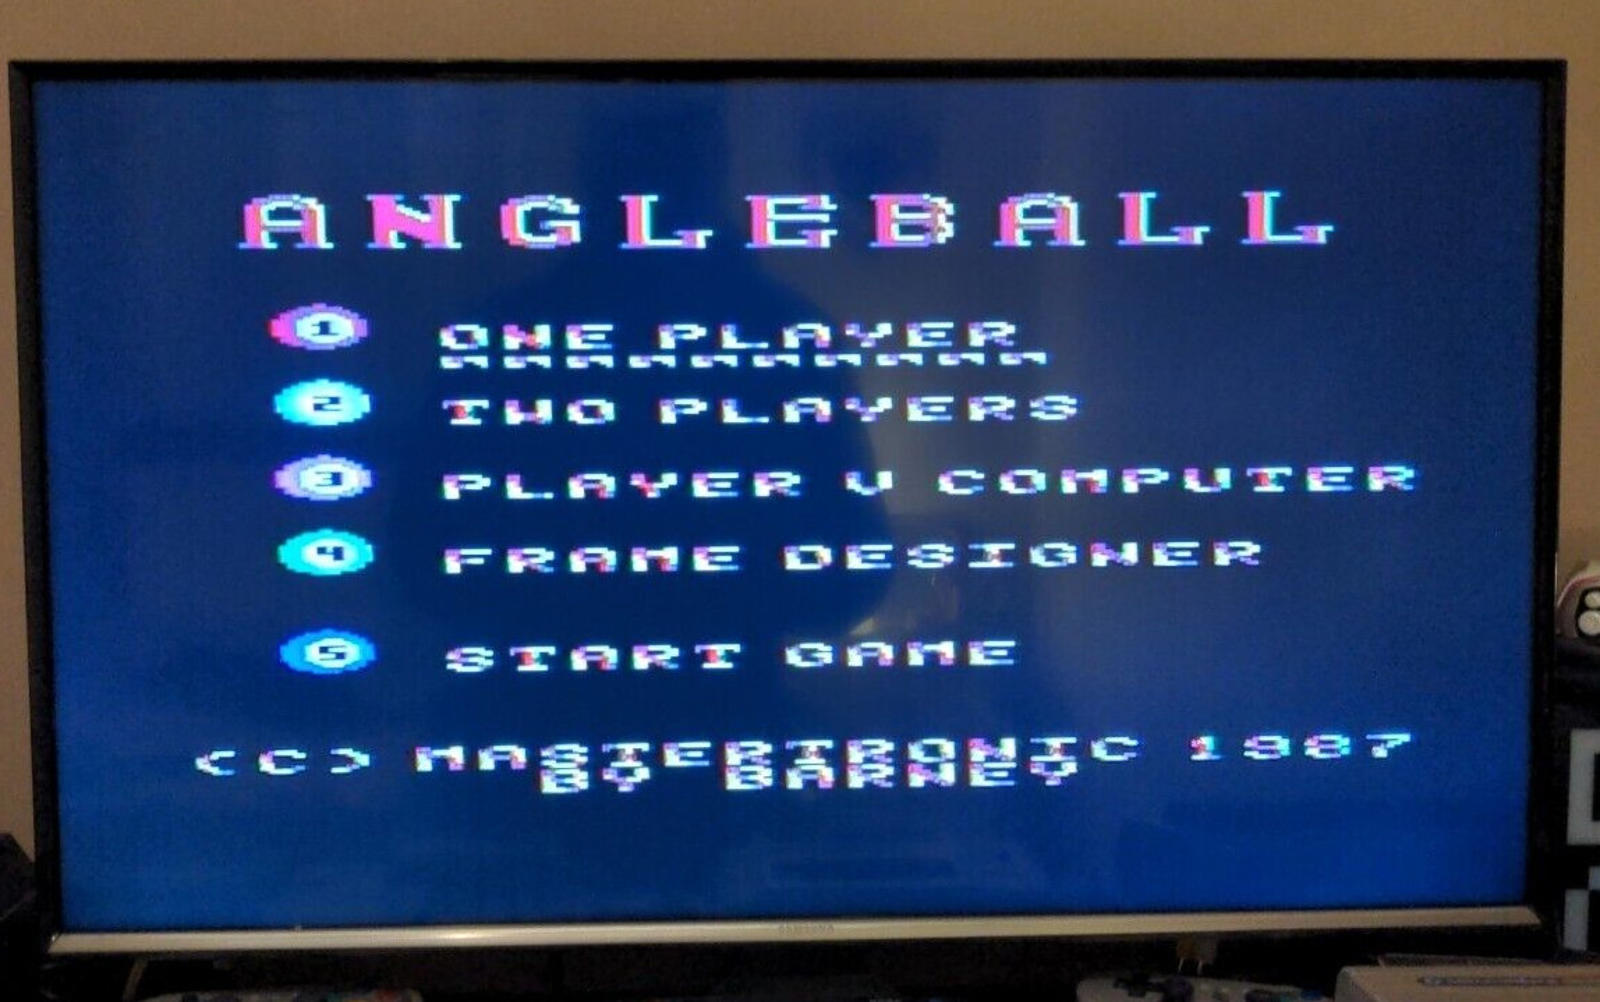 ANGLEBALL
1 ONE PLAYER
2 TWO PLAYERS
3 PLAYER V COMPUTER
4 FRAME DESIGNER
5 START GAME
(C) MASTERTRONIC 1987
BY BARNEY
SAMSUNG